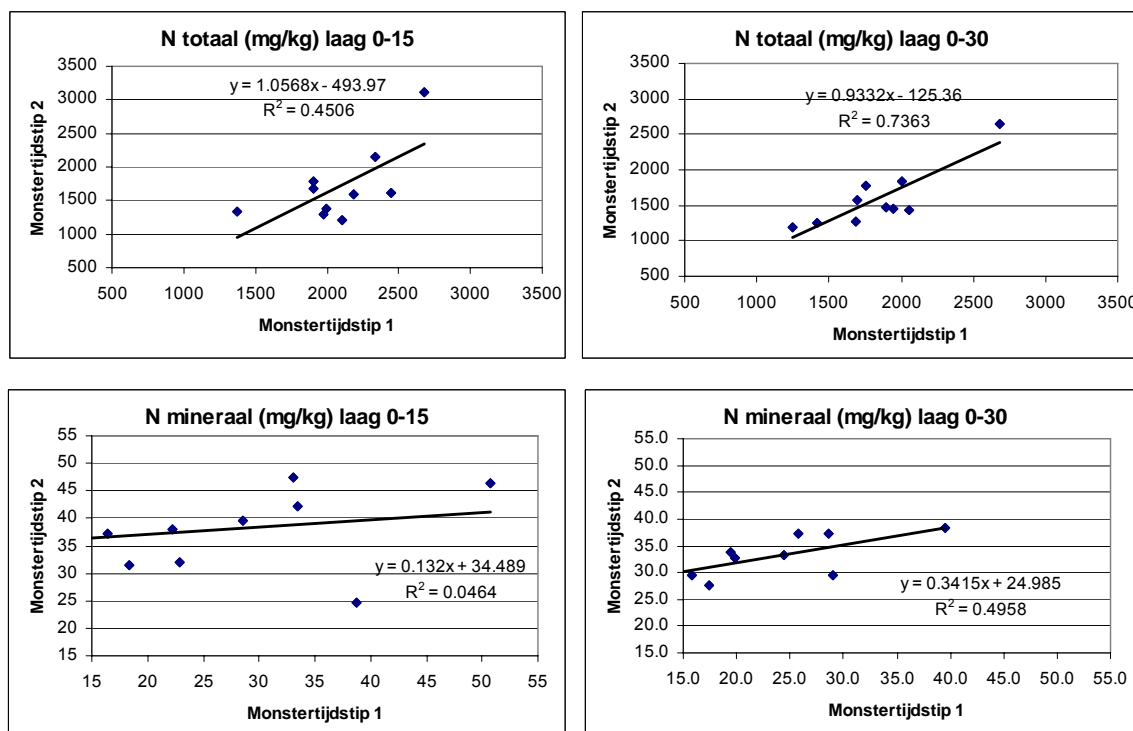 N totaal (mg/kg) laag 0-15
3500
3000
2500
2000
1500
1000
500
Monstertijdstip 2
y = 1.0568x - 493.97
R² = 0.4506
500 1000 1500 2000 2500 3000 3500
Monstertijdstip 1
N totaal (mg/kg) laag 0-30
3500
3000
2500
2000
1500
1000
500
Monstertijdstip 2
y = 0.9332x - 125.36
R² = 0.7363
500 1000 1500 2000 2500 3000 3500
Monstertijdstip 1
N mineraal (mg/kg) laag 0-15
55
50
45
40
35
30
25
20
15
Monstertijdstip 2
y = 0.132x + 34.489
R² = 0.0464
15 20 25 30 35 40 45 50 55
Monstertijdstip 1
N mineraal (mg/kg) laag 0-30
55.0
50.0
45.0
40.0
35.0
30.0
25.0
20.0
15.0
Monstertijdstip 2
y = 0.3415x + 24.985
R² = 0.4958
15.0 20.0 25.0 30.0 35.0 40.0 45.0 50.0 55.0
Monstertijdstip 1